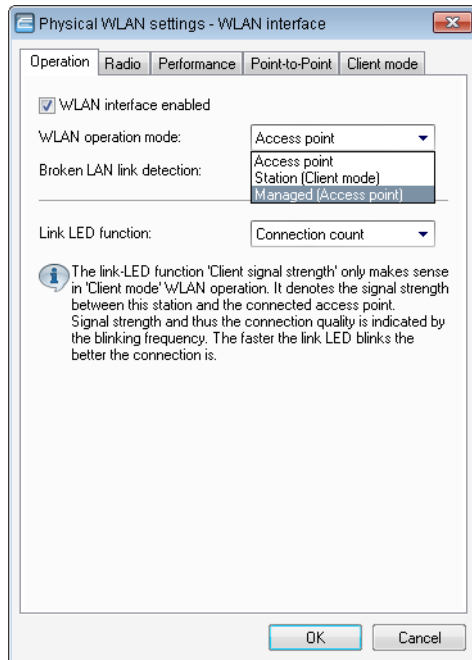 Physical WLAN settings - WLAN interface
Operation
Radio
Performance
Point-to-Point
Client mode
WLAN interface enabled
WLAN operation mode:
Access point
Access point
Station (Client mode)
Managed (Access point)
Broken LAN link detection:
Link LED function:
Connection count
The link-LED function 'Client signal strength' only makes sense
in 'Client mode' WLAN operation. It denotes the signal strength
between this station and the connected access point.
Signal strength and thus the connection quality is indicated by
the blinking frequency. The faster the link LED blinks the
better the connection is.
OK
Cancel